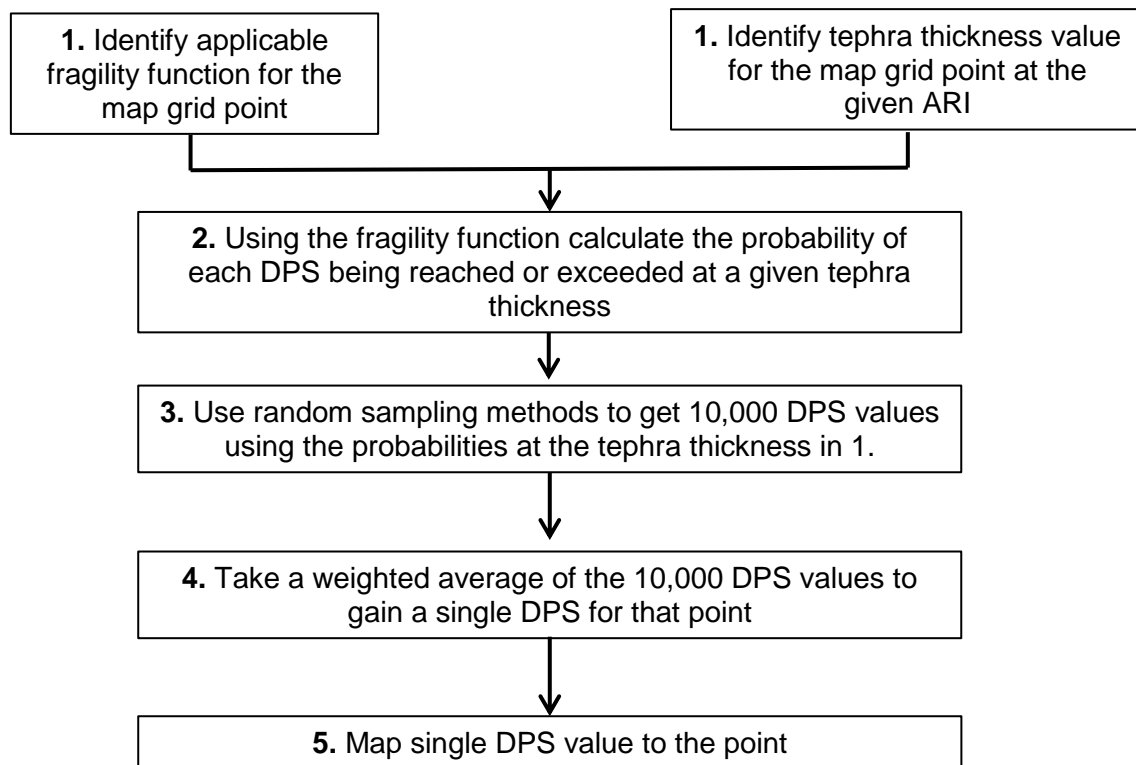 1. Identify applicable
fragility function for the
map grid point
1. Identify tephra thickness value
for the map grid point at the
given ARI
2. Using the fragility function calculate the probability of
each DPS being reached or exceeded at a given tephra
thickness
3. Use random sampling methods to get 10,000 DPS values
using the probabilities at the tephra thickness in 1.
4. Take a weighted average of the 10,000 DPS values to
gain a single DPS for that point
5. Map single DPS value to the point